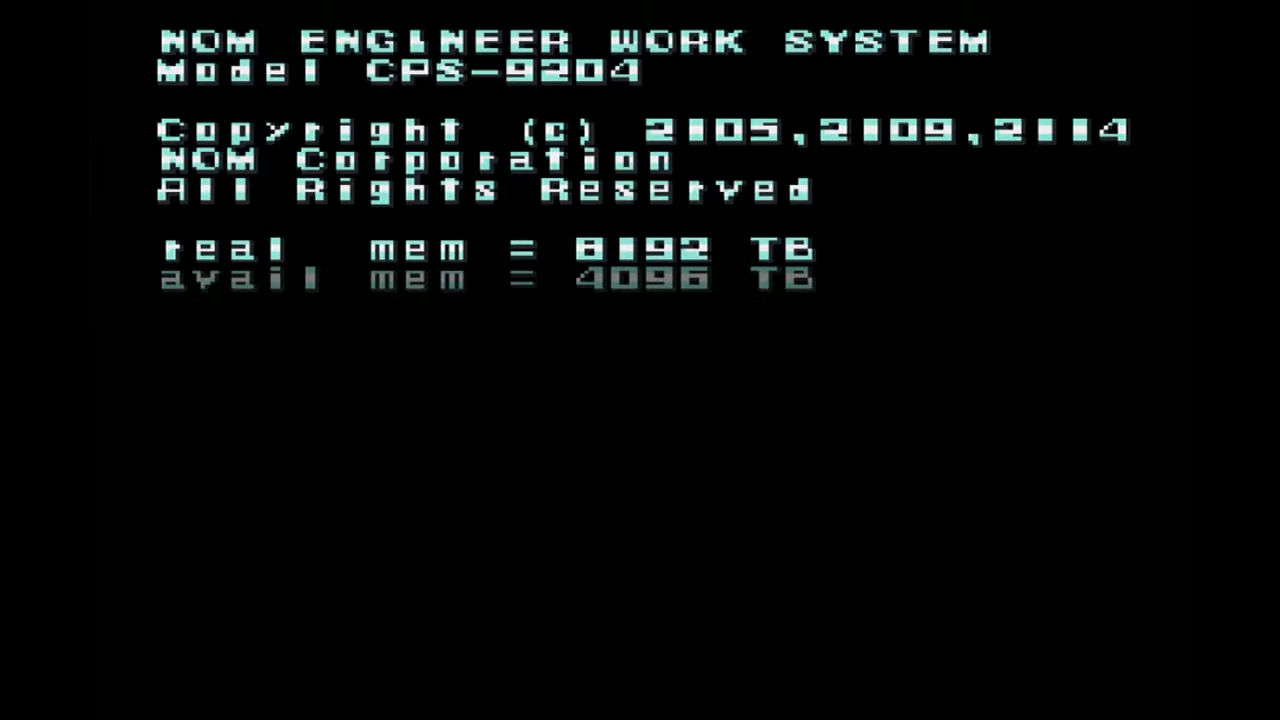 NOM ENGINEER WORK SYSTEM
Model CPS-9204
Copyright (c) 2105,2109,2114
NOM Corporation
All Rights Reserved
real mem = 8192 TB
avail mem = 4096 TB